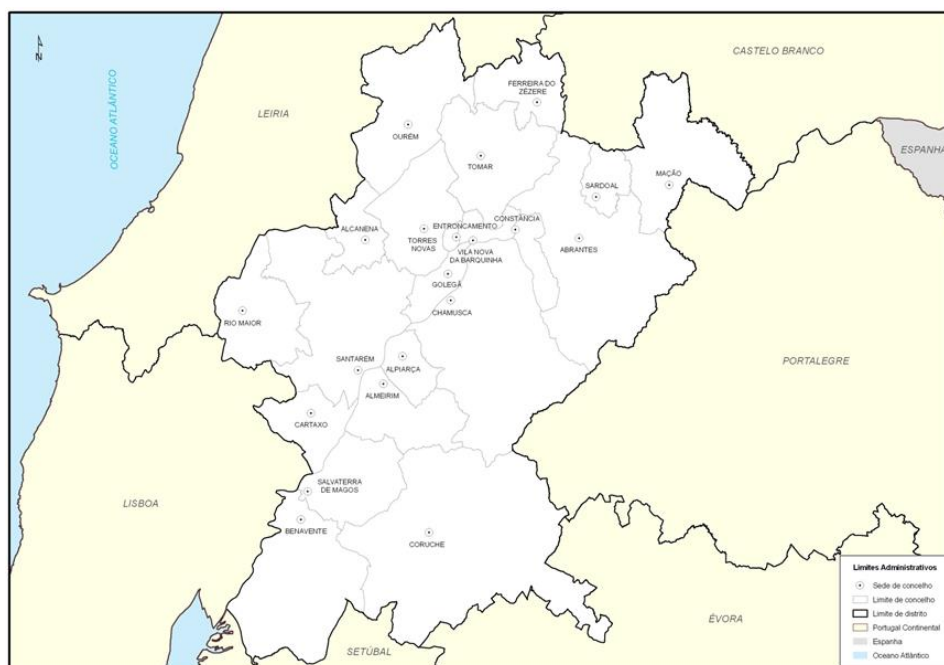 N
OCEANO ATLÂNTICO
LEIRIA
CASTELO BRANCO
ESPANHA
FERREIRA DO
ZÊZERE
OURÉM
TOMAR
SARDOAL
MAÇÃO
ALCANENA
TORRES
NOVAS
ENTRONCAMENTO
CONSTÂNCIA
VILA NOVA
DA BARQUINHA
ABRANTES
GOLEGÃ
CHAMUSCA
RIO MAIOR
PORTALEGRE
SANTARÉM
ALPIARÇA
ALMEIRIM
CARTAXO
LISBOA
SALVATERRA
DE MAGOS
BENAVENTE
CORUCHE
ÉVORA
SETÚBAL
Limites Administrativos
Sede de concelho
Limite de concelho
Limite de distrito
Portugal Continental
Espanha
Oceano Atlântico